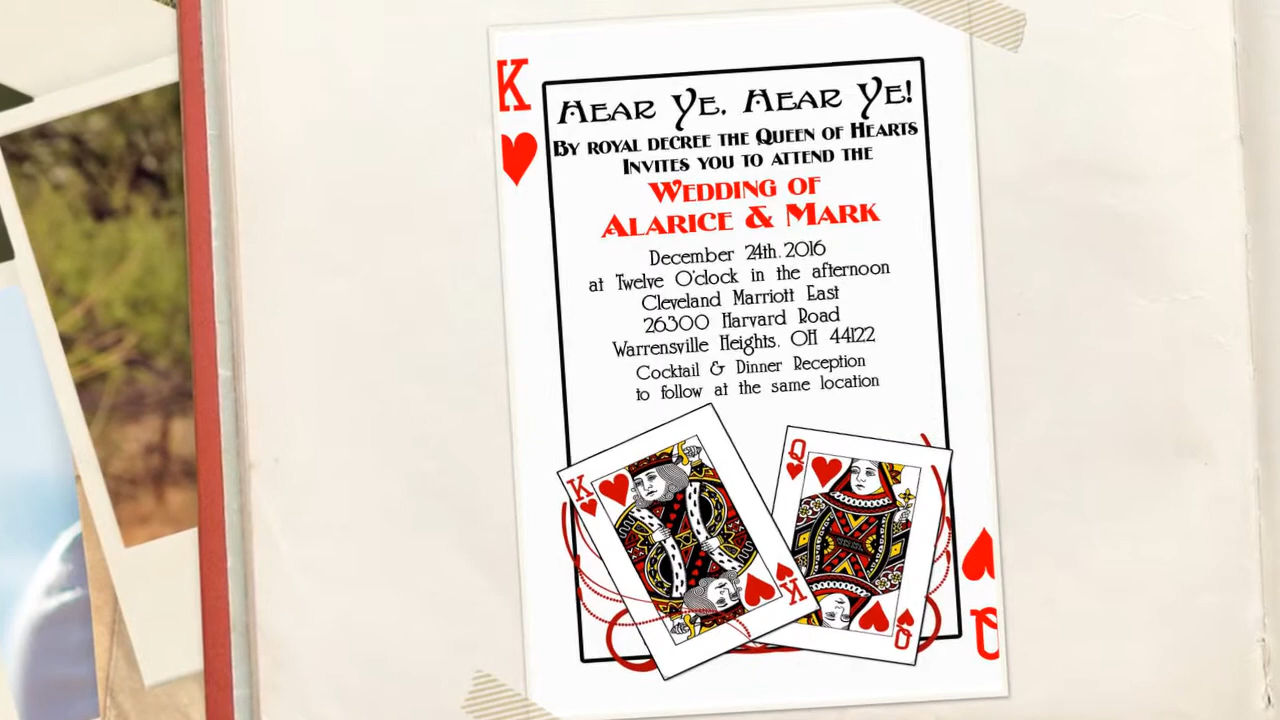 K
Hear Ye, Hear Ye!
By royal decree the Queen of Hearts
Invites you to attend the
Wedding of
Alarice & Mark
December 24th, 2016
at Twelve O'clock in the afternoon
Cleveland Marriott East
26300 Harvard Road
Warrensville Heights, OH 44122
Cocktail & Dinner Reception
to follow at the same location
K
Q
K
Q
Q